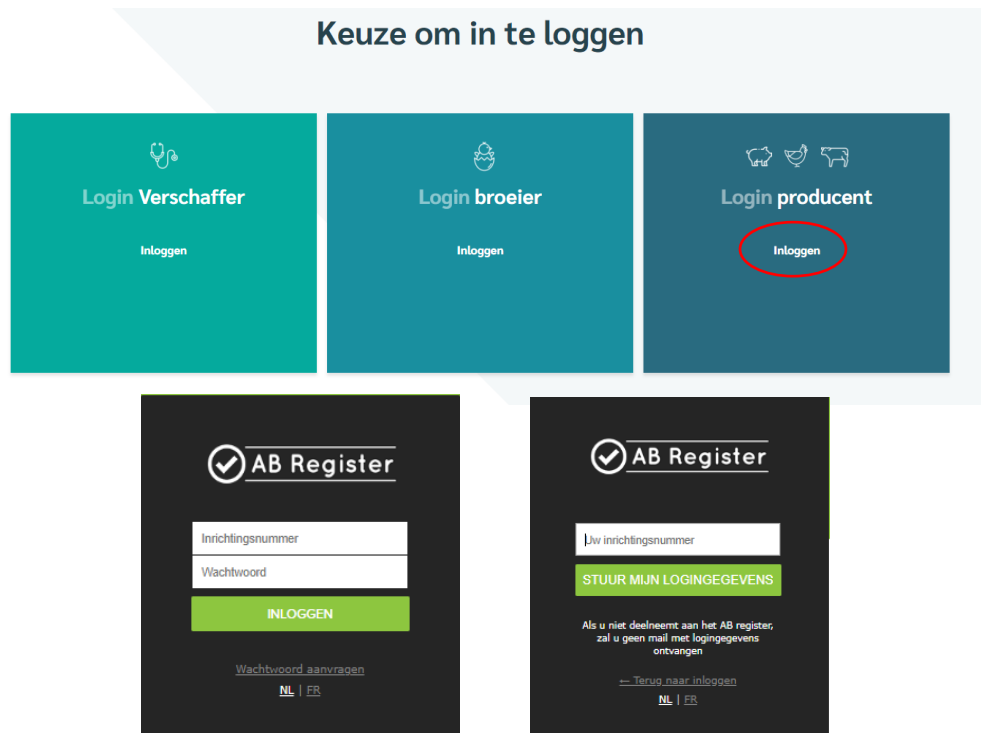 Keuze om in te loggen
Login Verschaffer
Inloggen
Login broeier
Inloggen
Login producent
Inloggen
AB Register
Inrichtingsnummer
Wachtwoord
INLOGGEN
Wachtwoord aanvragen
NL | FR
AB Register
Uw inrichtingsnummer
STUUR MIJN LOGINGEGEVENS
Als u niet deelneemt aan het AB register,
zal u geen mail met logingegevens
ontvangen
← Terug naar inloggen
NL | FR